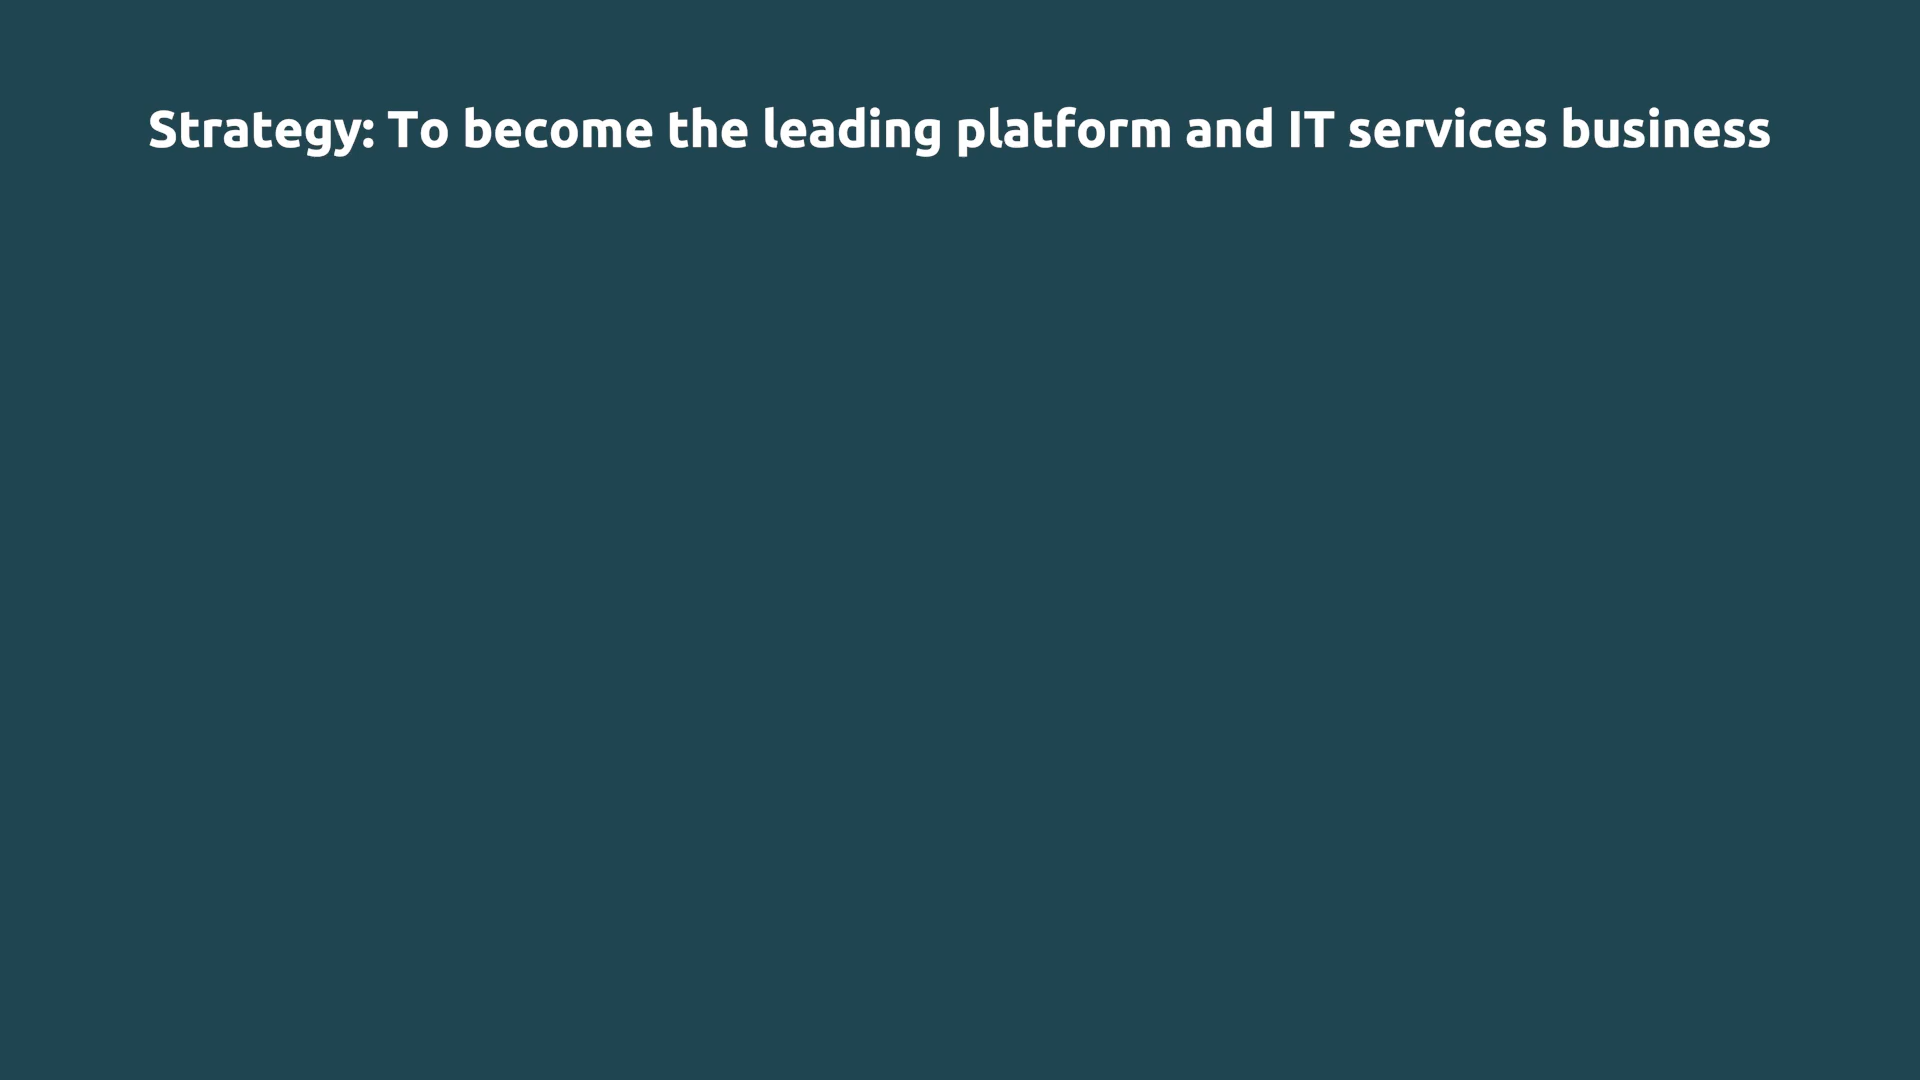 Strategy: To become the leading platform and IT services business